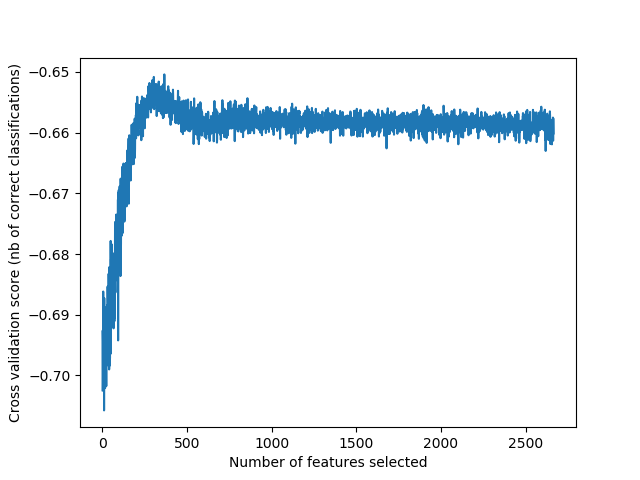 −0.65
−0.66
−0.67
−0.68
−0.69
−0.70
Cross validation score (nb of correct classifications)
0 500 1000 1500 2000 2500
Number of features selected